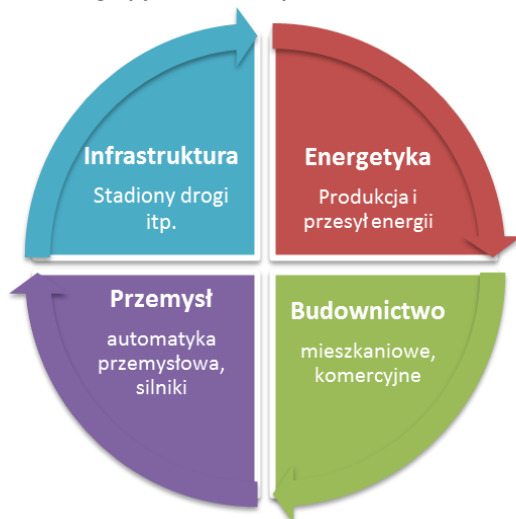 Infrastruktura
Stadiony drogi
itp.
Energetyka
Produkcja i
przesył energii
Przemysł
automatyka
przemysłowa,
silniki
Budownictwo
mieszkaniowe,
komercyjne